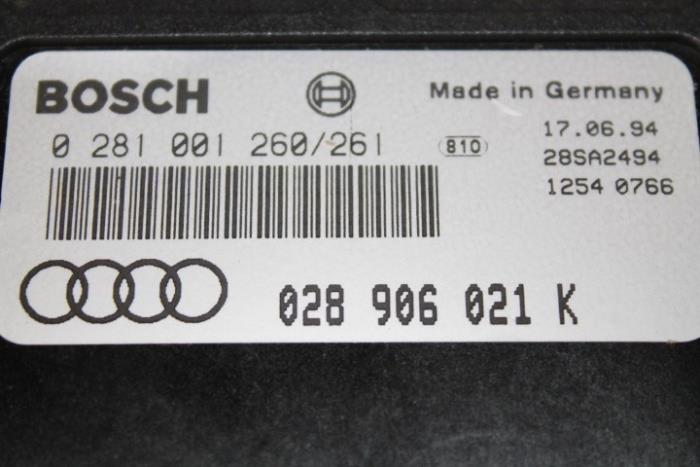 BOSCH
Made in Germany
0 281 001 260/261
810
17.06.94
28SA2494
1254 0766
028 906 021 K